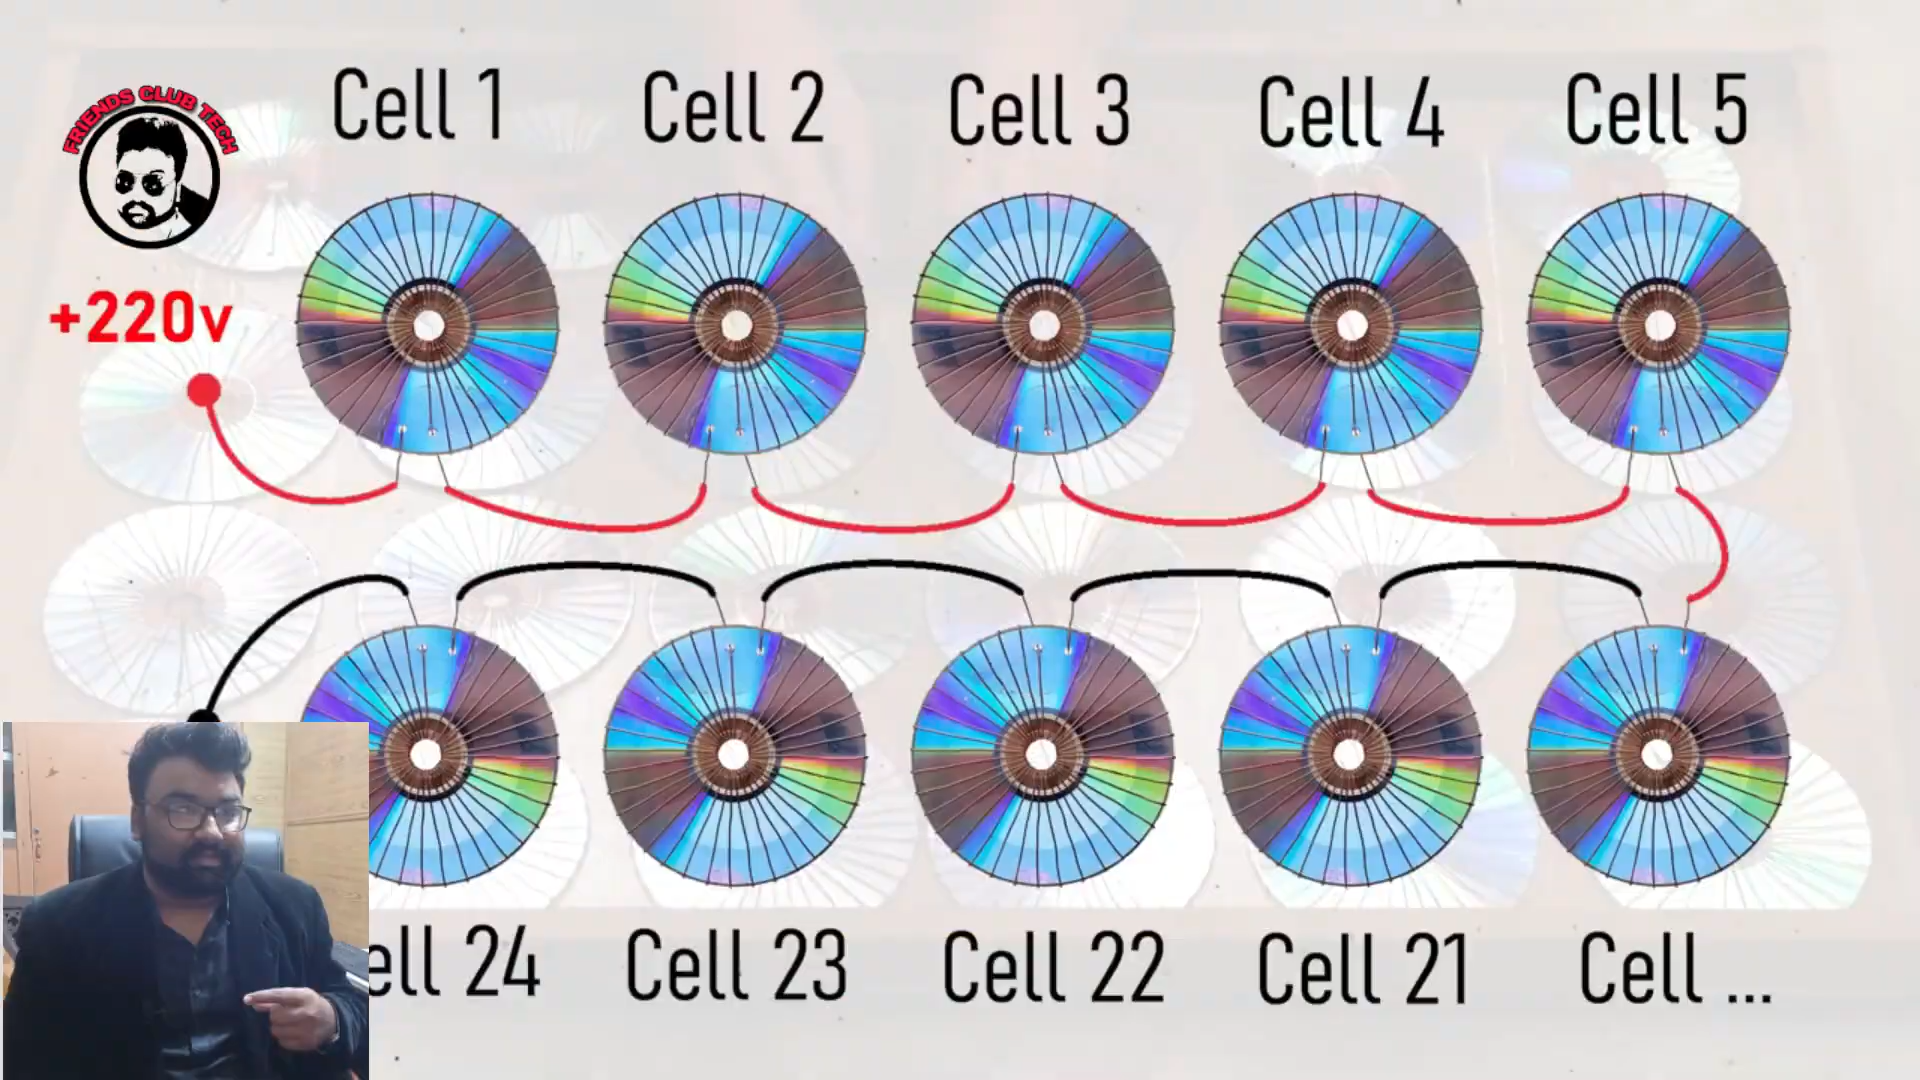 FRIENDS CLUB TECH
Cell 1
Cell 2
Cell 3
Cell 4
Cell 5
+220v
ell 24
Cell 23
Cell 22
Cell 21
Cell ...